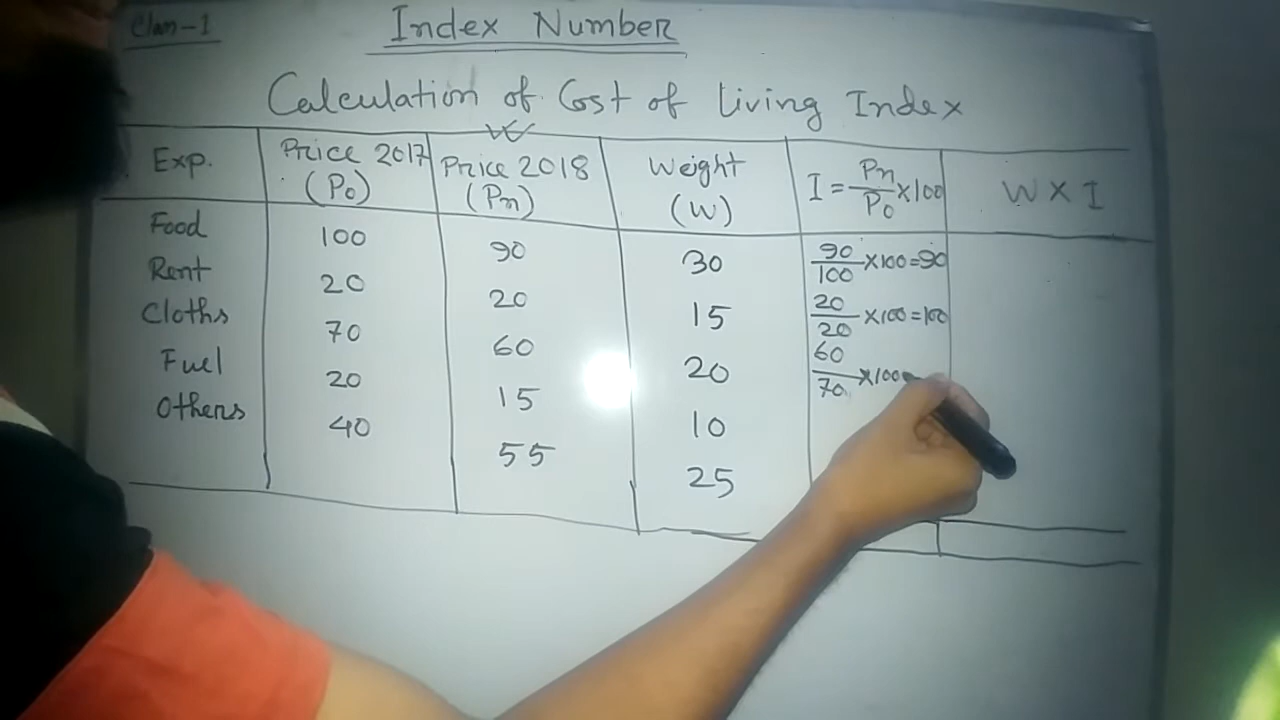 Class-1
Index Number
Calculation of Cost of Living Index
Exp. Price 2017 (P0) Price 2018 (Pn) Weight (W) I = Pn/P0 × 100 W × I
Food 100 90 30 90/100 ×100=90
Rent 20 20 15 20/20 ×100=100
Cloths 70 60 20 60/70 ×100
Fuel 20 15 10
Others 40 55 25